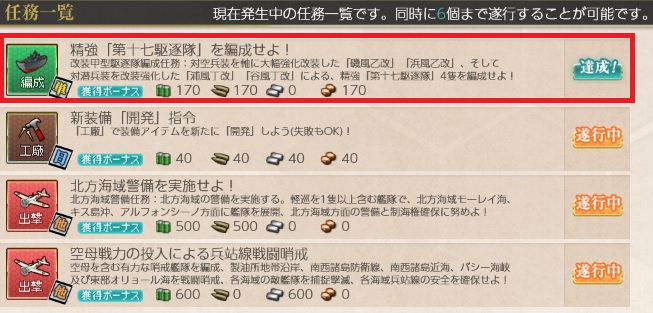 任務一覧
現在発生中の任務一覧です。同時に6個まで遂行することが可能です。
精強「第十七駆逐隊」を編成せよ！
改装甲型駆逐隊編成任務：対空兵装を軸に大幅強化改装した「磯風乙改」「浜風乙改」、そして
対潜兵装を改装強化した「浦風丁改」「谷風丁改」による、精強「第十七駆逐隊」4隻を編成せよ！
編成
単
獲得ボーナス 170 170 0 170
達成！
新装備「開発」指令
「工廠」で装備アイテムを新たに「開発」しよう(失敗もOK)！
工廠
獲得ボーナス 40 40 40 40
遂行中
北方海域警備を実施せよ！
北方海域警備任務：北方海域の警備を実施する。軽巡を1隻以上含む艦隊で、北方海域モーレイ海、
キス島沖、アルフォンシーノ方面に艦隊を展開、北方海域方面の警備と制海権確保に努めよ！
出撃
他
獲得ボーナス 500 500 0 0
遂行中
空母戦力の投入による兵站線戦闘哨戒
空母を含む有力な哨戒艦隊を編成、製油所地帯沿岸、南西諸島防衛線、南西諸島近海、バシー海峡
及び東部オリョール海を戦闘哨戒、各海域の敵艦隊を捕捉撃滅、各海域兵站線の安全を確保せよ！
出撃
他
獲得ボーナス 600 0 600 0
遂行中